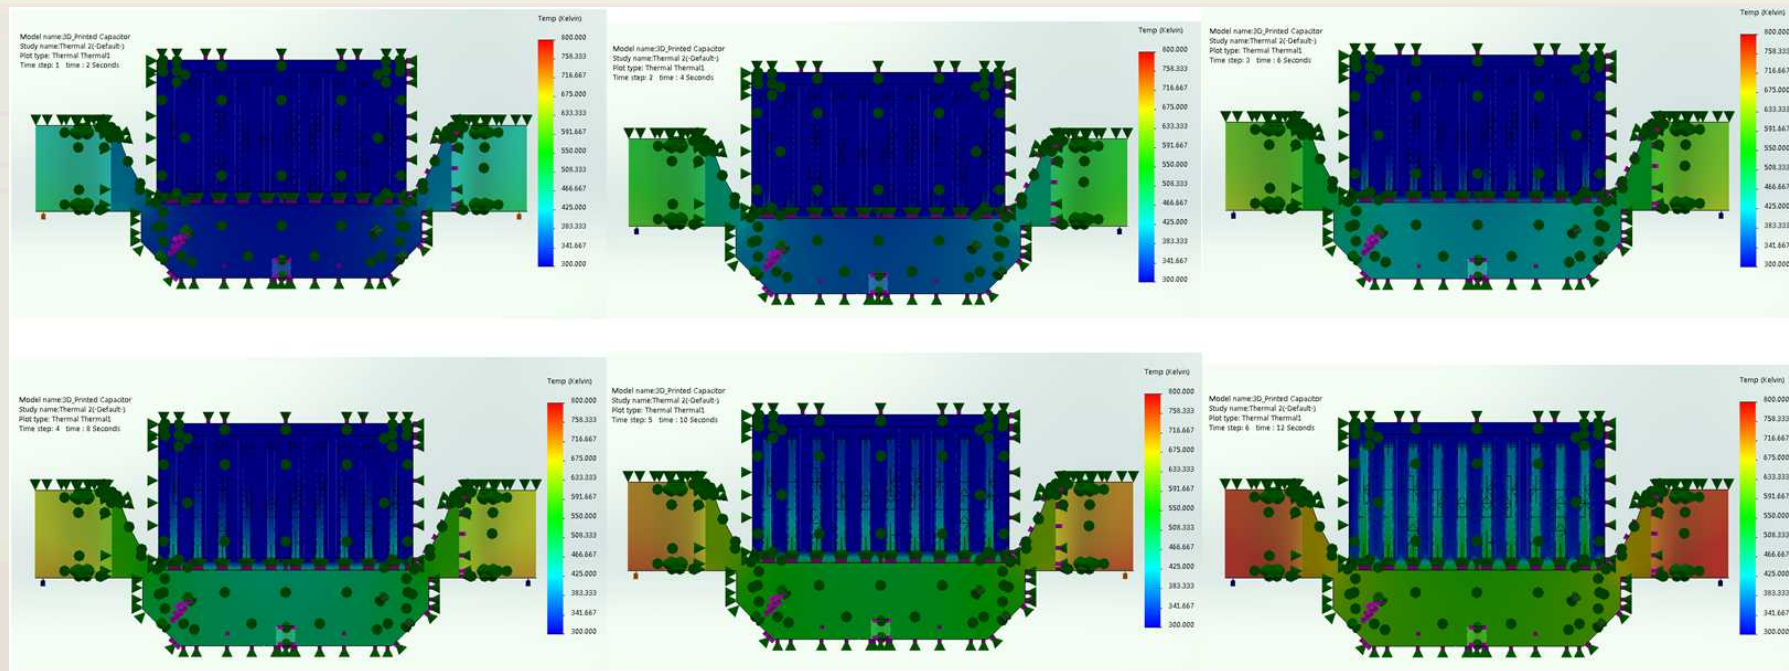 Model name:3D_Printed Capacitor
Study name:Thermal 2(-Default-)
Plot type: Thermal Thermal1
Time step: 1 time : 2 Seconds
Temp (Kelvin)
800.000
758.333
716.667
675.000
633.333
591.667
550.000
508.333
466.667
425.000
383.333
341.667
300.000
Model name:3D_Printed Capacitor
Study name:Thermal 2(-Default-)
Plot type: Thermal Thermal1
Time step: 2 time : 4 Seconds
Temp (Kelvin)
800.000
758.333
716.667
675.000
633.333
591.667
550.000
508.333
466.667
425.000
383.333
341.667
300.000
Model name:3D_Printed Capacitor
Study name:Thermal 2(-Default-)
Plot type: Thermal Thermal1
Time step: 3 time : 6 Seconds
Temp (Kelvin)
800.000
758.333
716.667
675.000
633.333
591.667
550.000
508.333
466.667
425.000
383.333
341.667
300.000
Model name:3D_Printed Capacitor
Study name:Thermal 2(-Default-)
Plot type: Thermal Thermal1
Time step: 4 time : 8 Seconds
Temp (Kelvin)
800.000
758.333
716.667
675.000
633.333
591.667
550.000
508.333
466.667
425.000
383.333
341.667
300.000
Model name:3D_Printed Capacitor
Study name:Thermal 2(-Default-)
Plot type: Thermal Thermal1
Time step: 5 time : 10 Seconds
Temp (Kelvin)
800.000
758.333
716.667
675.000
633.333
591.667
550.000
508.333
466.667
425.000
383.333
341.667
300.000
Model name:3D_Printed Capacitor
Study name:Thermal 2(-Default-)
Plot type: Thermal Thermal1
Time step: 6 time : 12 Seconds
Temp (Kelvin)
800.000
758.333
716.667
675.000
633.333
591.667
550.000
508.333
466.667
425.000
383.333
341.667
300.000